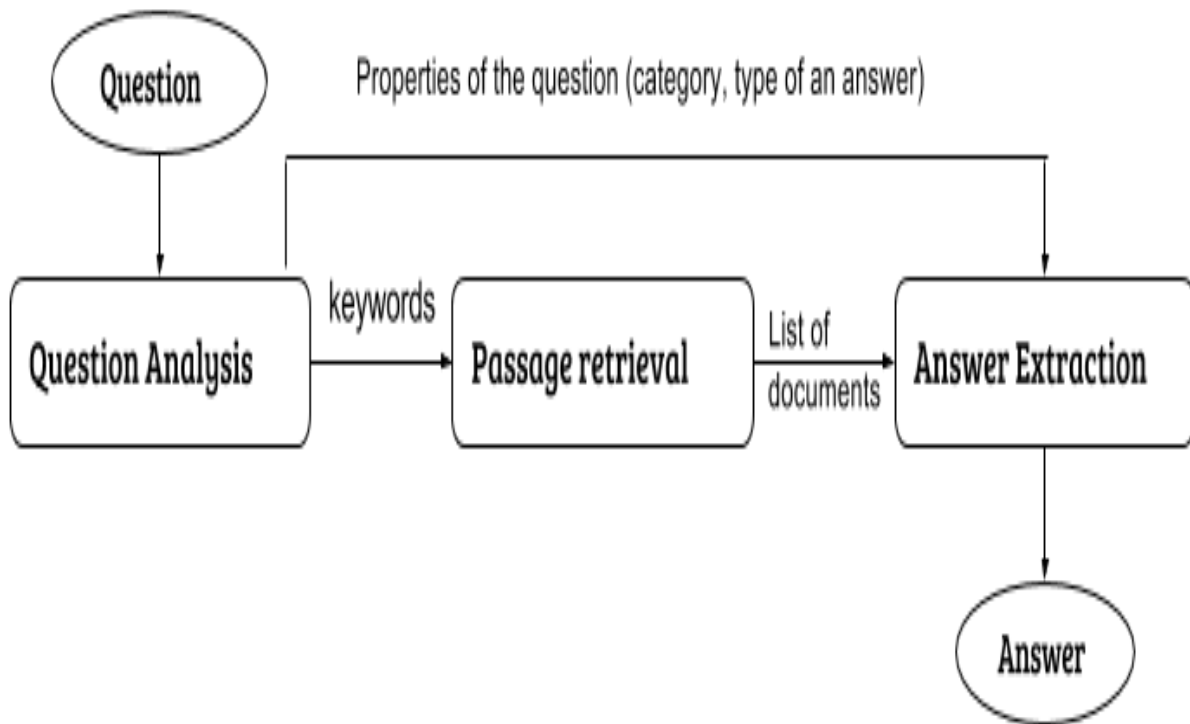 Question
Properties of the question (category, type of an answer)
Question Analysis
keywords
Passage retrieval
List of
documents
Answer Extraction
Answer